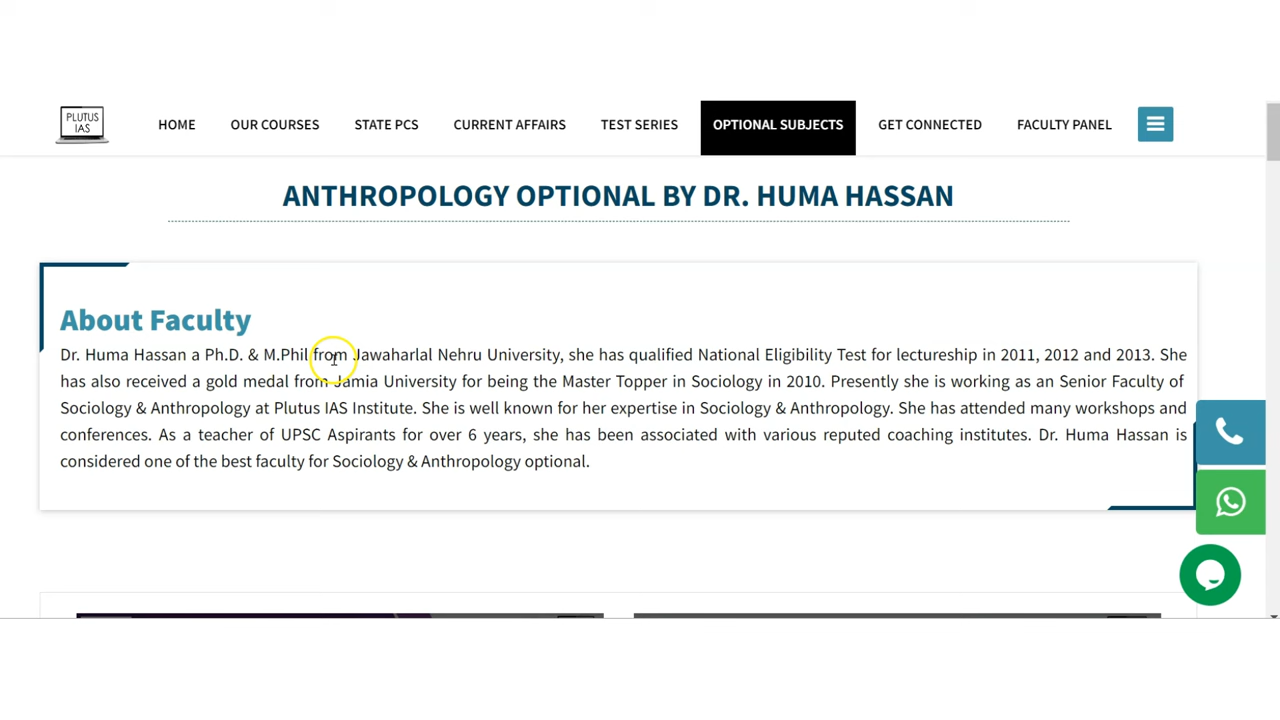 PLUTUS
IAS
HOME OUR COURSES STATE PCS CURRENT AFFAIRS TEST SERIES OPTIONAL SUBJECTS GET CONNECTED FACULTY PANEL
ANTHROPOLOGY OPTIONAL BY DR. HUMA HASSAN
About Faculty
Dr. Huma Hassan a Ph.D. & M.Phil from Jawaharlal Nehru University, she has qualified National Eligibility Test for lectureship in 2011, 2012 and 2013. She
has also received a gold medal from Jamia University for being the Master Topper in Sociology in 2010. Presently she is working as an Senior Faculty of
Sociology & Anthropology at Plutus IAS Institute. She is well known for her expertise in Sociology & Anthropology. She has attended many workshops and
conferences. As a teacher of UPSC Aspirants for over 6 years, she has been associated with various reputed coaching institutes. Dr. Huma Hassan is
considered one of the best faculty for Sociology & Anthropology optional.